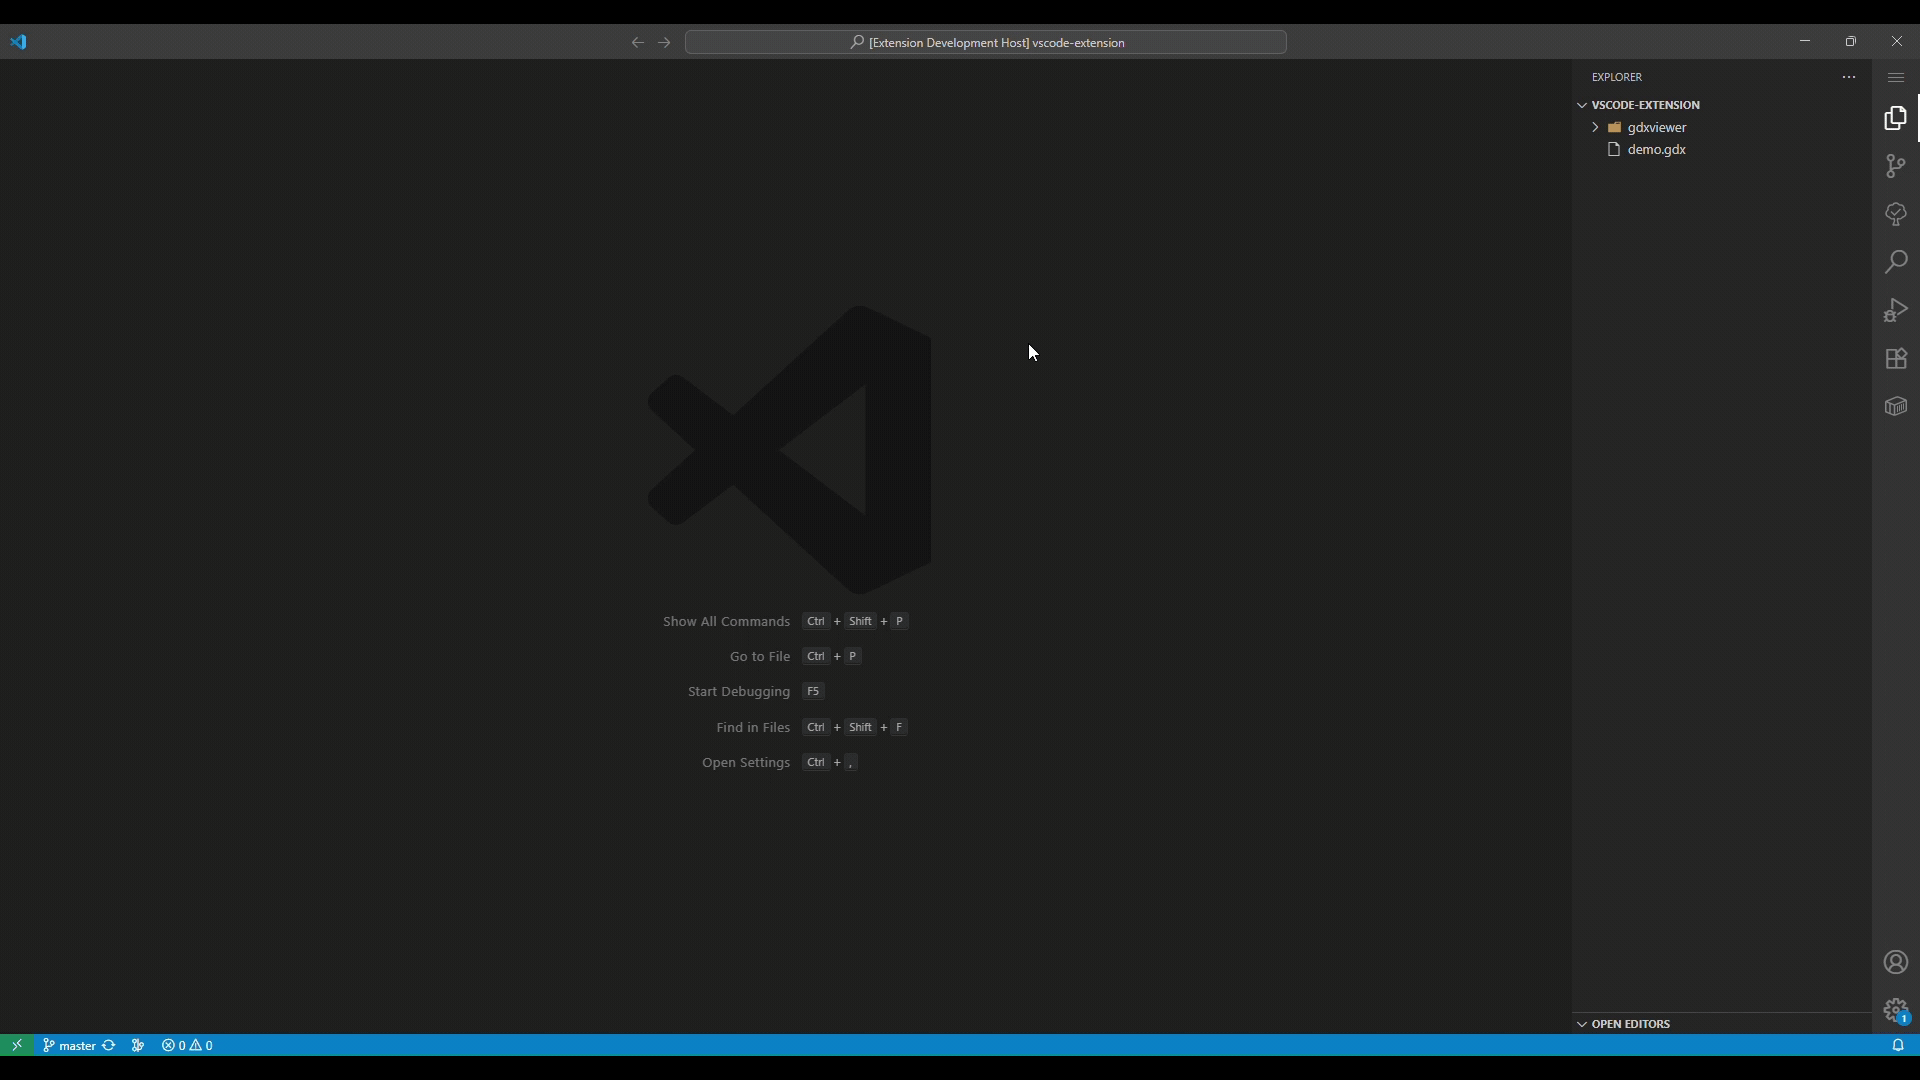 [Extension Development Host] vscode-extension
EXPLORER
VSCODE-EXTENSION
gdxviewer
demo.gdx
Show All Commands Ctrl + Shift + P
Go to File Ctrl + P
Start Debugging F5
Find in Files Ctrl + Shift + F
Open Settings Ctrl + ,
1
OPEN EDITORS
master 0 0